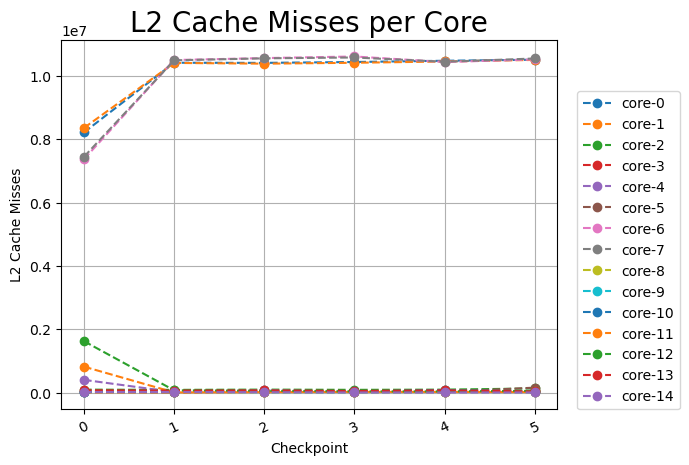 L2 Cache Misses per Core
1e7
1.0
0.8
0.6
0.4
0.2
0.0
L2 Cache Misses
0
1
2
3
4
5
Checkpoint
core-0
core-1
core-2
core-3
core-4
core-5
core-6
core-7
core-8
core-9
core-10
core-11
core-12
core-13
core-14